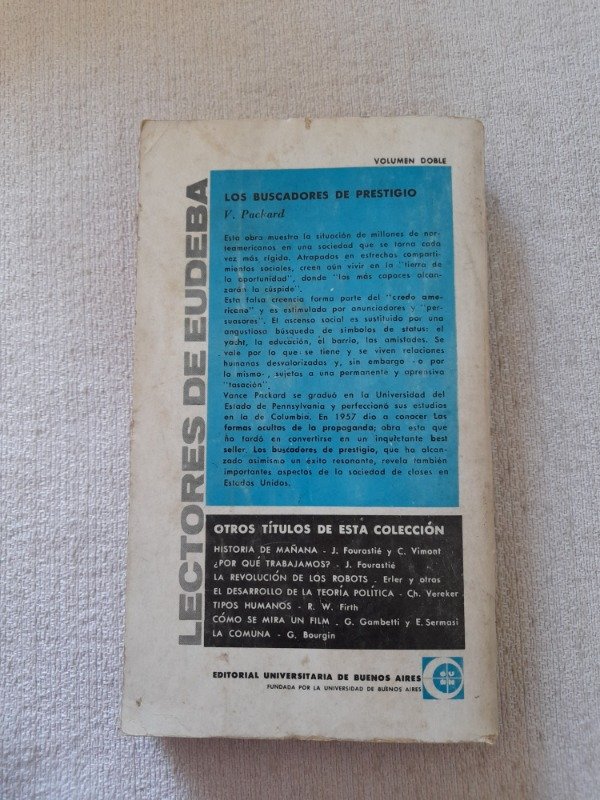 VOLUMEN DOBLE
LECTORES DE EUDEBA
LOS BUSCADORES DE PRESTIGIO
V. Packard
Esta obra muestra la situación de millones de nor-
teamericanos en una sociedad que se torna cada
vez más rígida. Atrapados en estrechos comparti-
mientos sociales, creen aún vivir en la "tierra de
la oportunidad", donde "los más capaces alcan-
zarán la cúspide".
Esta falsa creencia forma parte del "credo ame-
ricano" y es estimulada por anunciadores y "per-
suasores". El ascenso social es sustituido por una
angustiosa búsqueda de símbolos de status: el
yacht, la educación, el barrio, las amistades. Se
vale por lo que se tiene y se viven relaciones
humanas desvalorizadas y, sin embargo -o por
lo mismo-, sujetas a una permanente y aprensiva
"tasación".
Vance Packard se graduó en la Universidad del
Estado de Pennsylvania y perfeccionó sus estudios
en la de Columbia. En 1957 dio a conocer Las
formas ocultas de la propaganda; obra esta que
no tardó en convertirse en un inquietante best
seller. Los buscadores de prestigio, que ha alcan-
zado asimismo un éxito resonante, revela también
importantes aspectos de la sociedad de clases en
Estados Unidos.
OTROS TÍTULOS DE ESTA COLECCIÓN
HISTORIA DE MAÑANA - J. Fourastié y C. Vimont
¿POR QUÉ TRABAJAMOS? - J. Fourastié
LA REVOLUCIÓN DE LOS ROBOTS - Erler y otros
EL DESARROLLO DE LA TEORÍA POLÍTICA - Ch. Vereker
TIPOS HUMANOS - R. W. Firth
CÓMO SE MIRA UN FILM - G. Gambetti y E. Sermasi
LA COMUNA - G. Bourgin
EDITORIAL UNIVERSITARIA DE BUENOS AIRES
FUNDADA POR LA UNIVERSIDAD DE BUENOS AIRES